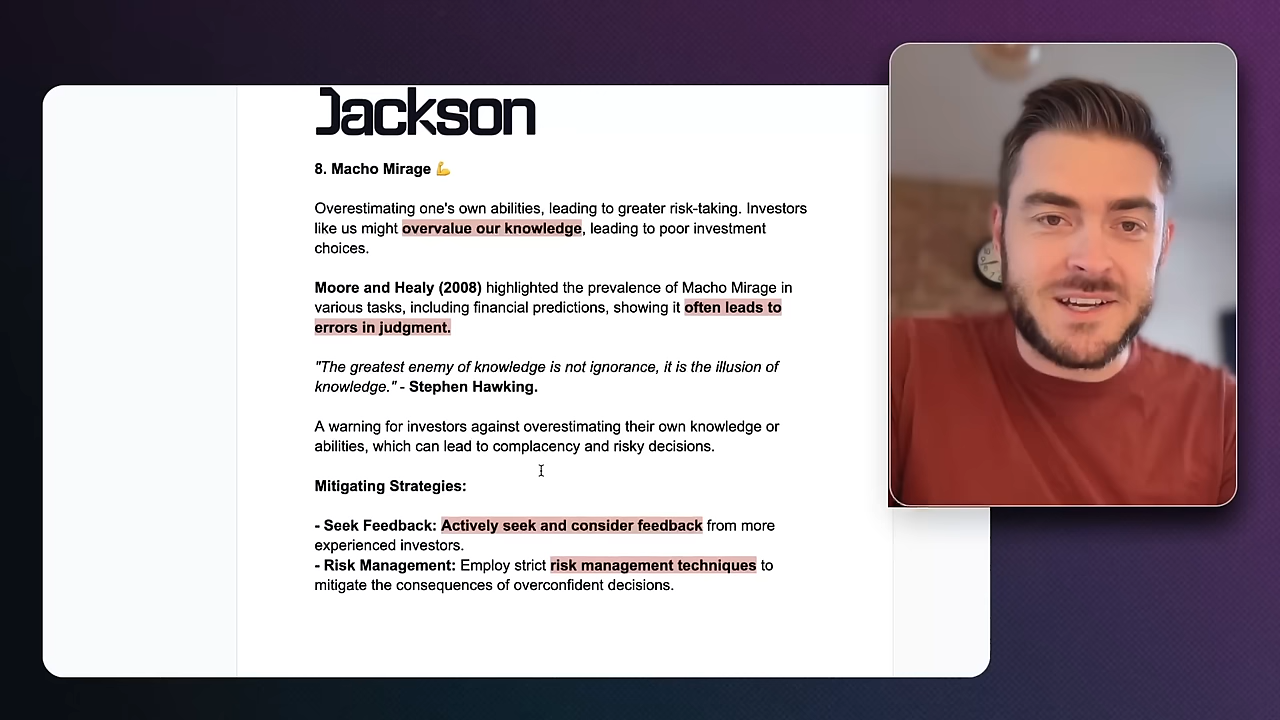 Jackson
8. Macho Mirage 💪
Overestimating one's own abilities, leading to greater risk-taking. Investors
like us might overvalue our knowledge, leading to poor investment
choices.
Moore and Healy (2008) highlighted the prevalence of Macho Mirage in
various tasks, including financial predictions, showing it often leads to
errors in judgment.
"The greatest enemy of knowledge is not ignorance, it is the illusion of
knowledge." - Stephen Hawking.
A warning for investors against overestimating their own knowledge or
abilities, which can lead to complacency and risky decisions.
Mitigating Strategies:
- Seek Feedback: Actively seek and consider feedback from more
experienced investors.
- Risk Management: Employ strict risk management techniques to
mitigate the consequences of overconfident decisions.